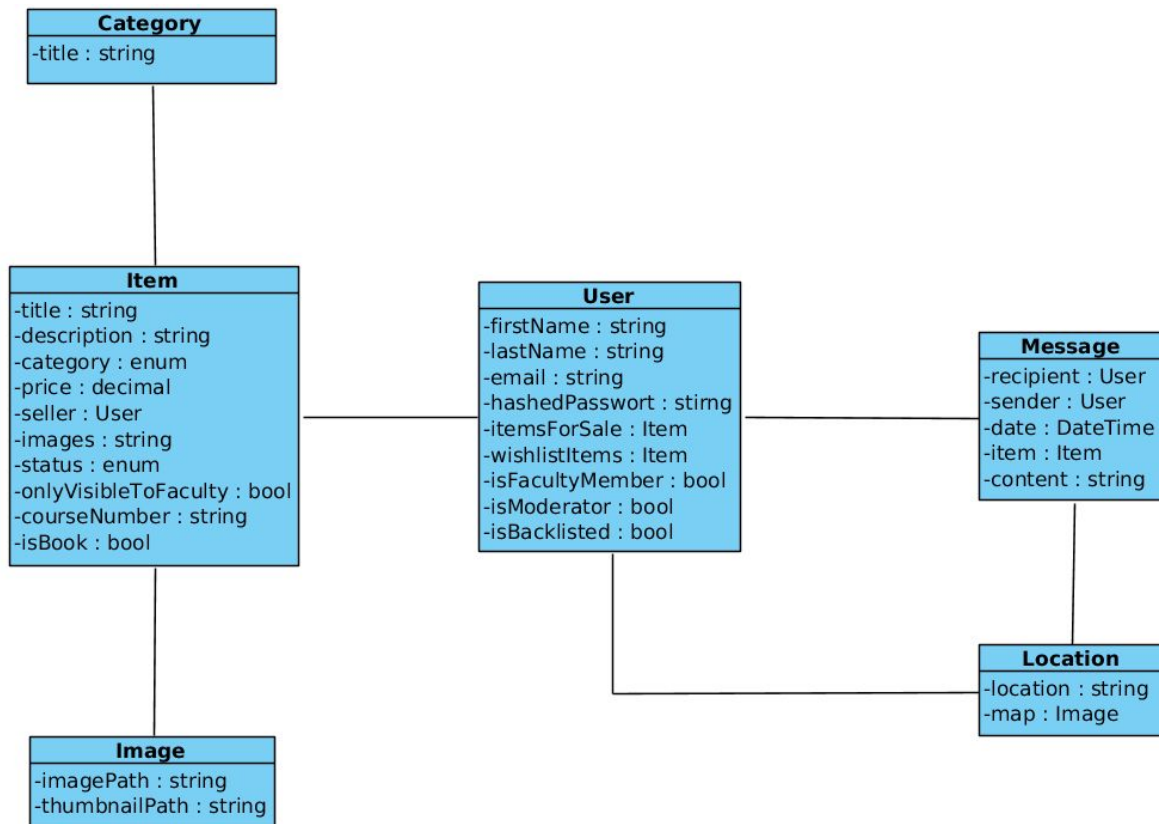 Category
-title : string
Item
-title : string
-description : string
-category : enum
-price : decimal
-seller : User
-images : string
-status : enum
-onlyVisibleToFaculty : bool
-courseNumber : string
-isBook : bool
User
-firstName : string
-lastName : string
-email : string
-hashedPasswort : stirng
-itemsForSale : Item
-wishlistItems : Item
-isFacultyMember : bool
-isModerator : bool
-isBacklisted : bool
Message
-recipient : User
-sender : User
-date : DateTime
-item : Item
-content : string
Location
-location : string
-map : Image
Image
-imagePath : string
-thumbnailPath : string